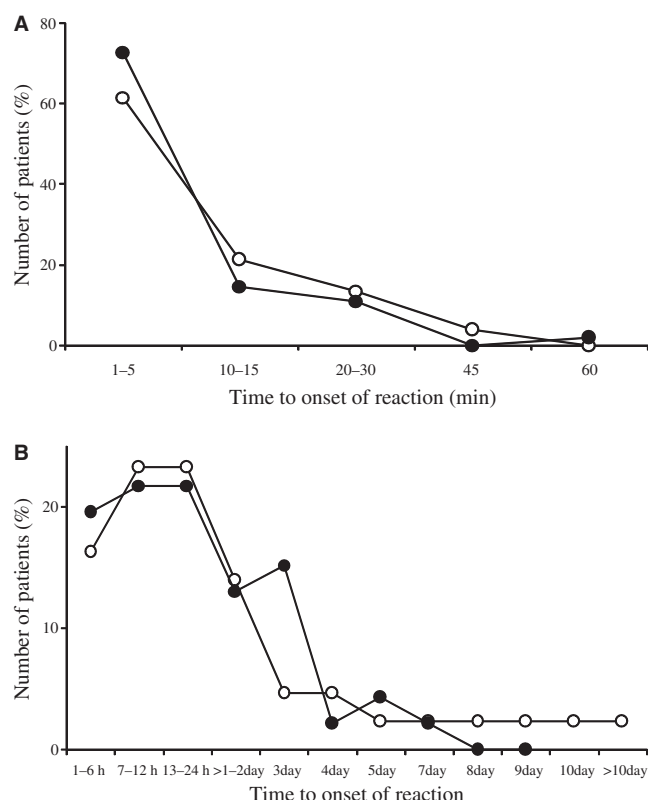 A
80
60
40
20
0
Number of patients (%)
1–5 10–15 20–30 45 60
Time to onset of reaction (min)
B
20
10
0
Number of patients (%)
1–6 h 7–12 h 13–24 h >1–2day 3day 4day 5day 7day 8day 9day 10day >10day
Time to onset of reaction